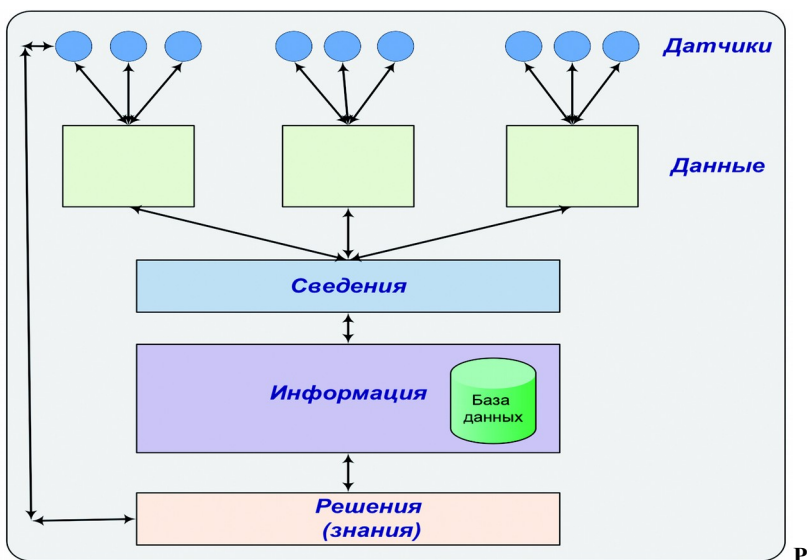 Датчики
Данные
Сведения
Информация
База
данных
Решения
(знания)
Р